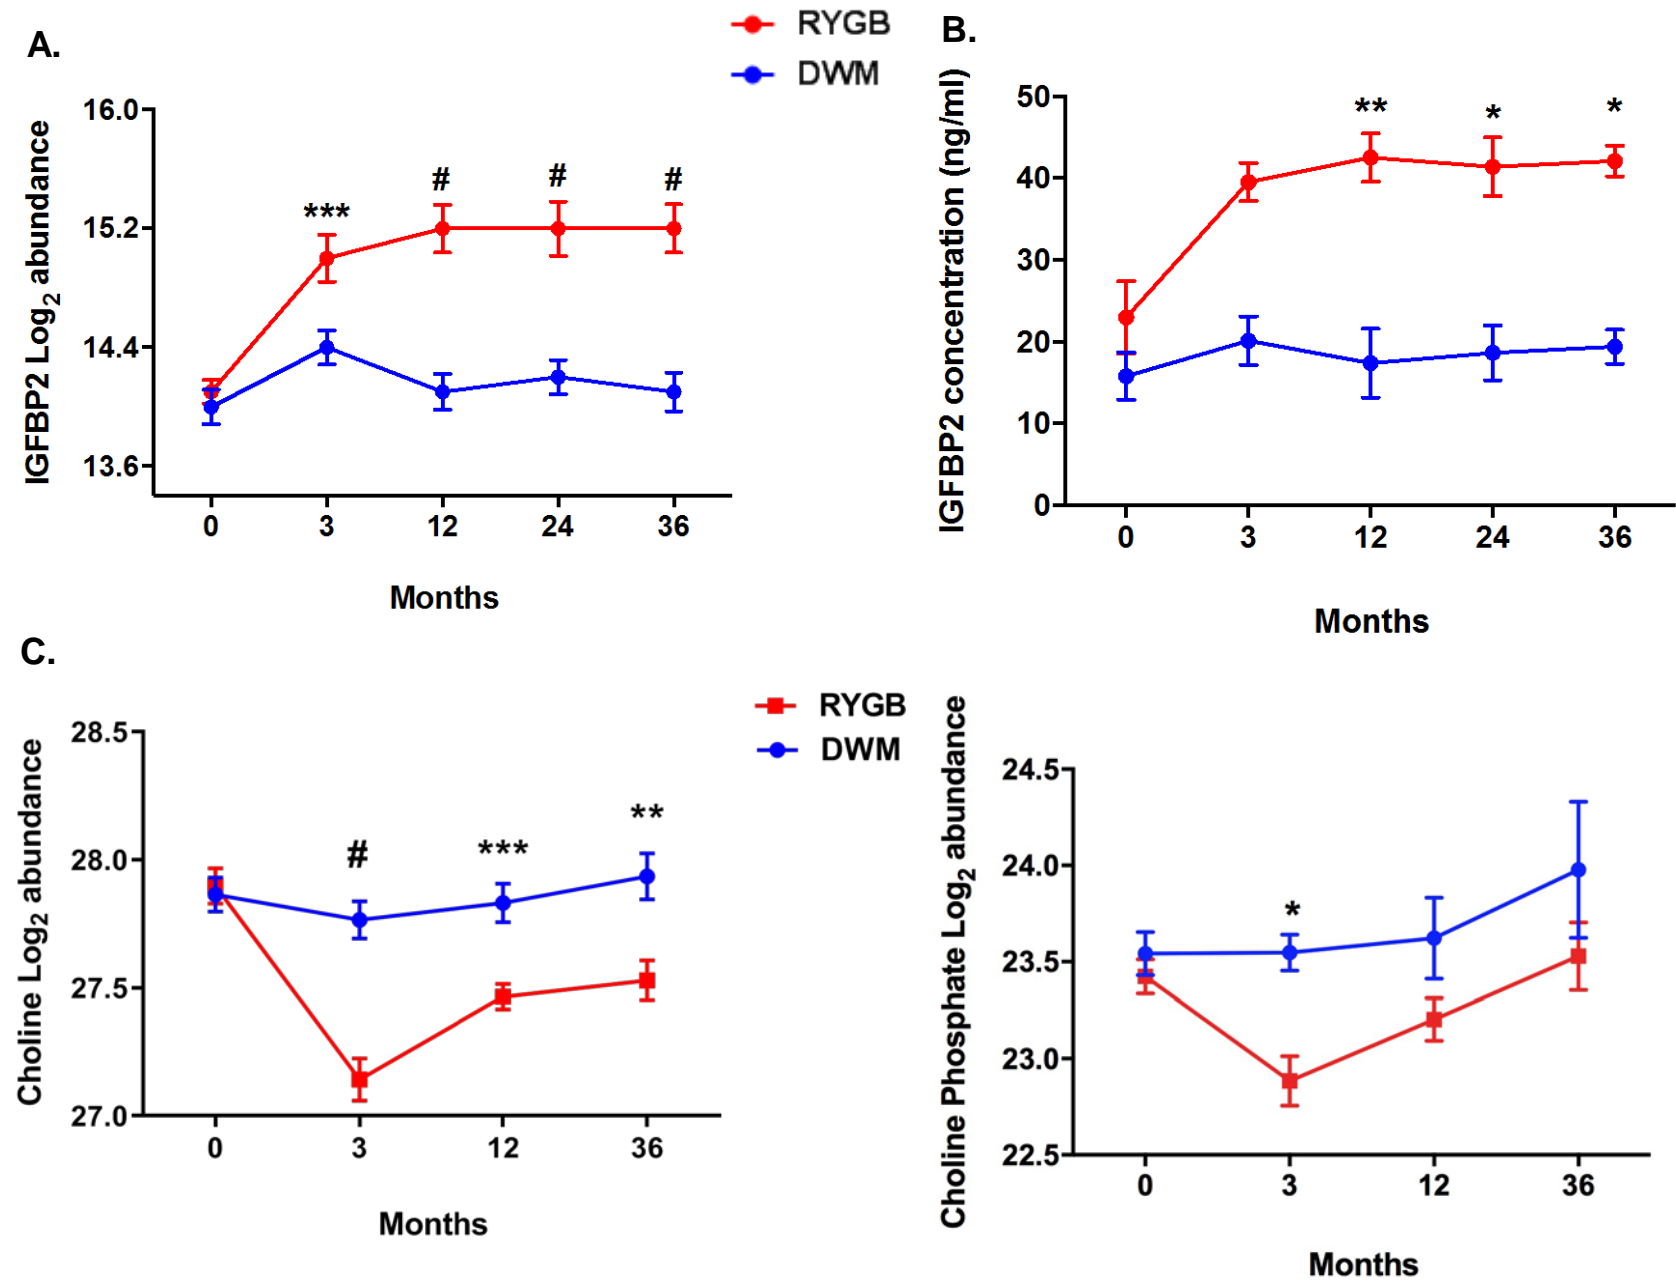 A.
RYGB
DWM
IGFBP2 Log2 abundance
16.0
15.2
14.4
13.6
***
#
#
#
0 3 12 24 36
Months
B.
IGFBP2 concentration (ng/ml)
50
40
30
20
10
0
**
*
*
0 3 12 24 36
Months
C.
RYGB
DWM
Choline Log2 abundance
28.5
28.0
27.5
27.0
#
***
**
0 3 12 36
Months
Choline Phosphate Log2 abundance
24.5
24.0
23.5
23.0
22.5
*
0 3 12 36
Months